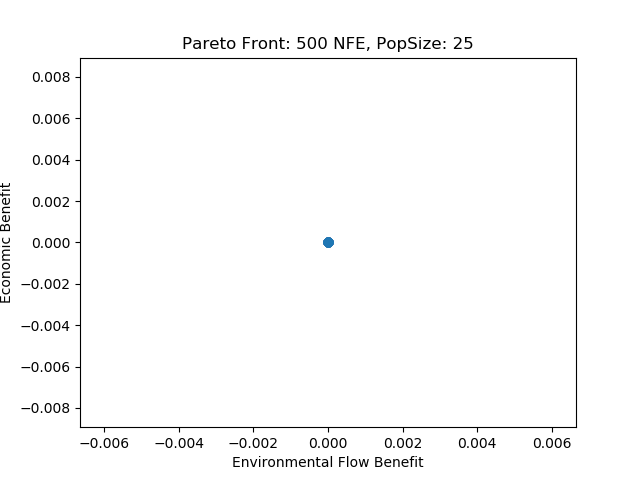 Pareto Front: 500 NFE, PopSize: 25
Economic Benefit
0.008
0.006
0.004
0.002
0.000
−0.002
−0.004
−0.006
−0.008
−0.006 −0.004 −0.002 0.000 0.002 0.004 0.006
Environmental Flow Benefit